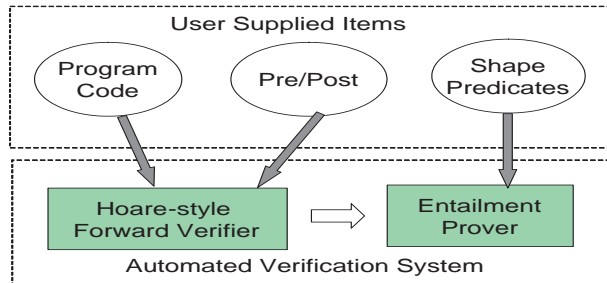 User Supplied Items
Program
Code
Pre/Post
Shape
Predicates
Hoare-style
Forward Verifier
Entailment
Prover
Automated Verification System